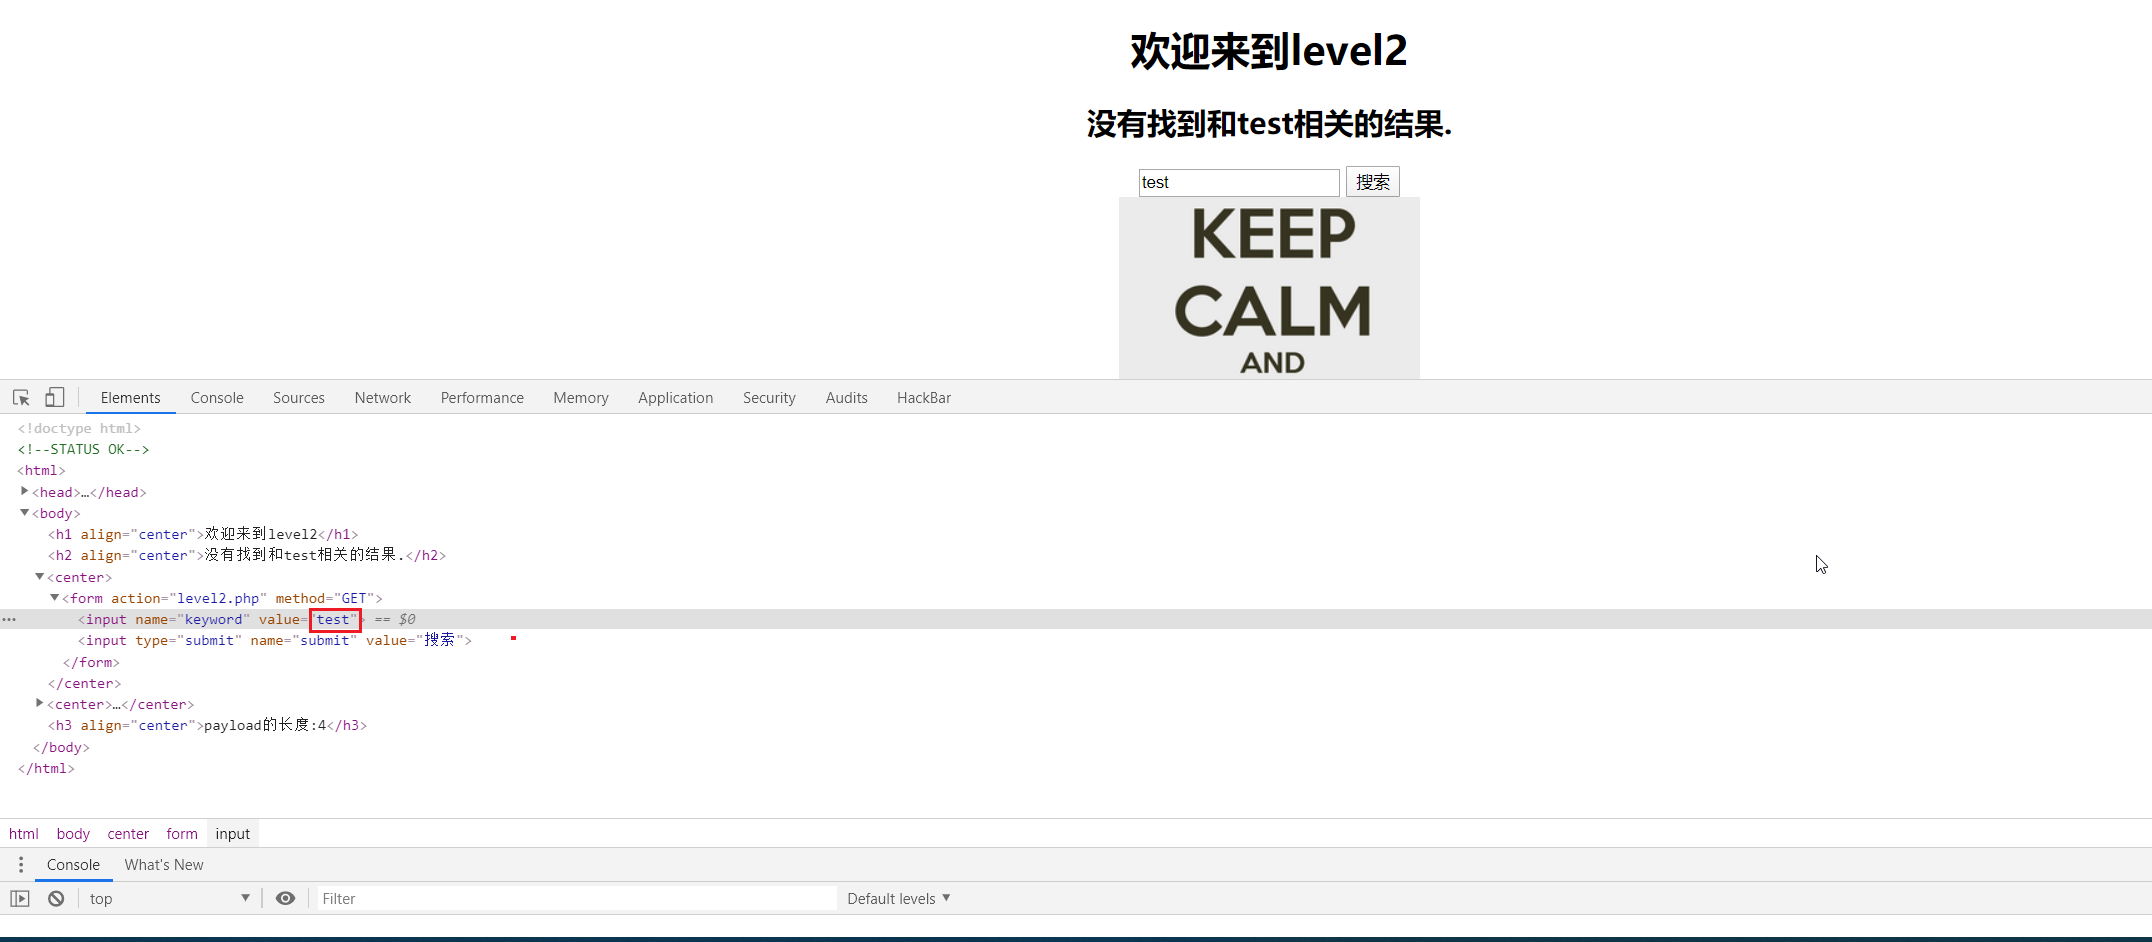 欢迎来到level2
没有找到和test相关的结果.
test 搜索
KEEP
CALM
AND
Elements Console Sources Network Performance Memory Application Security Audits HackBar
<!doctype html>
<!--STATUS OK-->
<html>
<head>…</head>
<body>
<h1 align="center">欢迎来到level2</h1>
<h2 align="center">没有找到和test相关的结果.</h2>
<center>
<form action="level2.php" method="GET">
<input name="keyword" value="test"> == $0
<input type="submit" name="submit" value="搜索">
</form>
</center>
<center>…</center>
<h3 align="center">payload的长度:4</h3>
</body>
</html>
html body center form input
Console What's New
top Filter Default levels